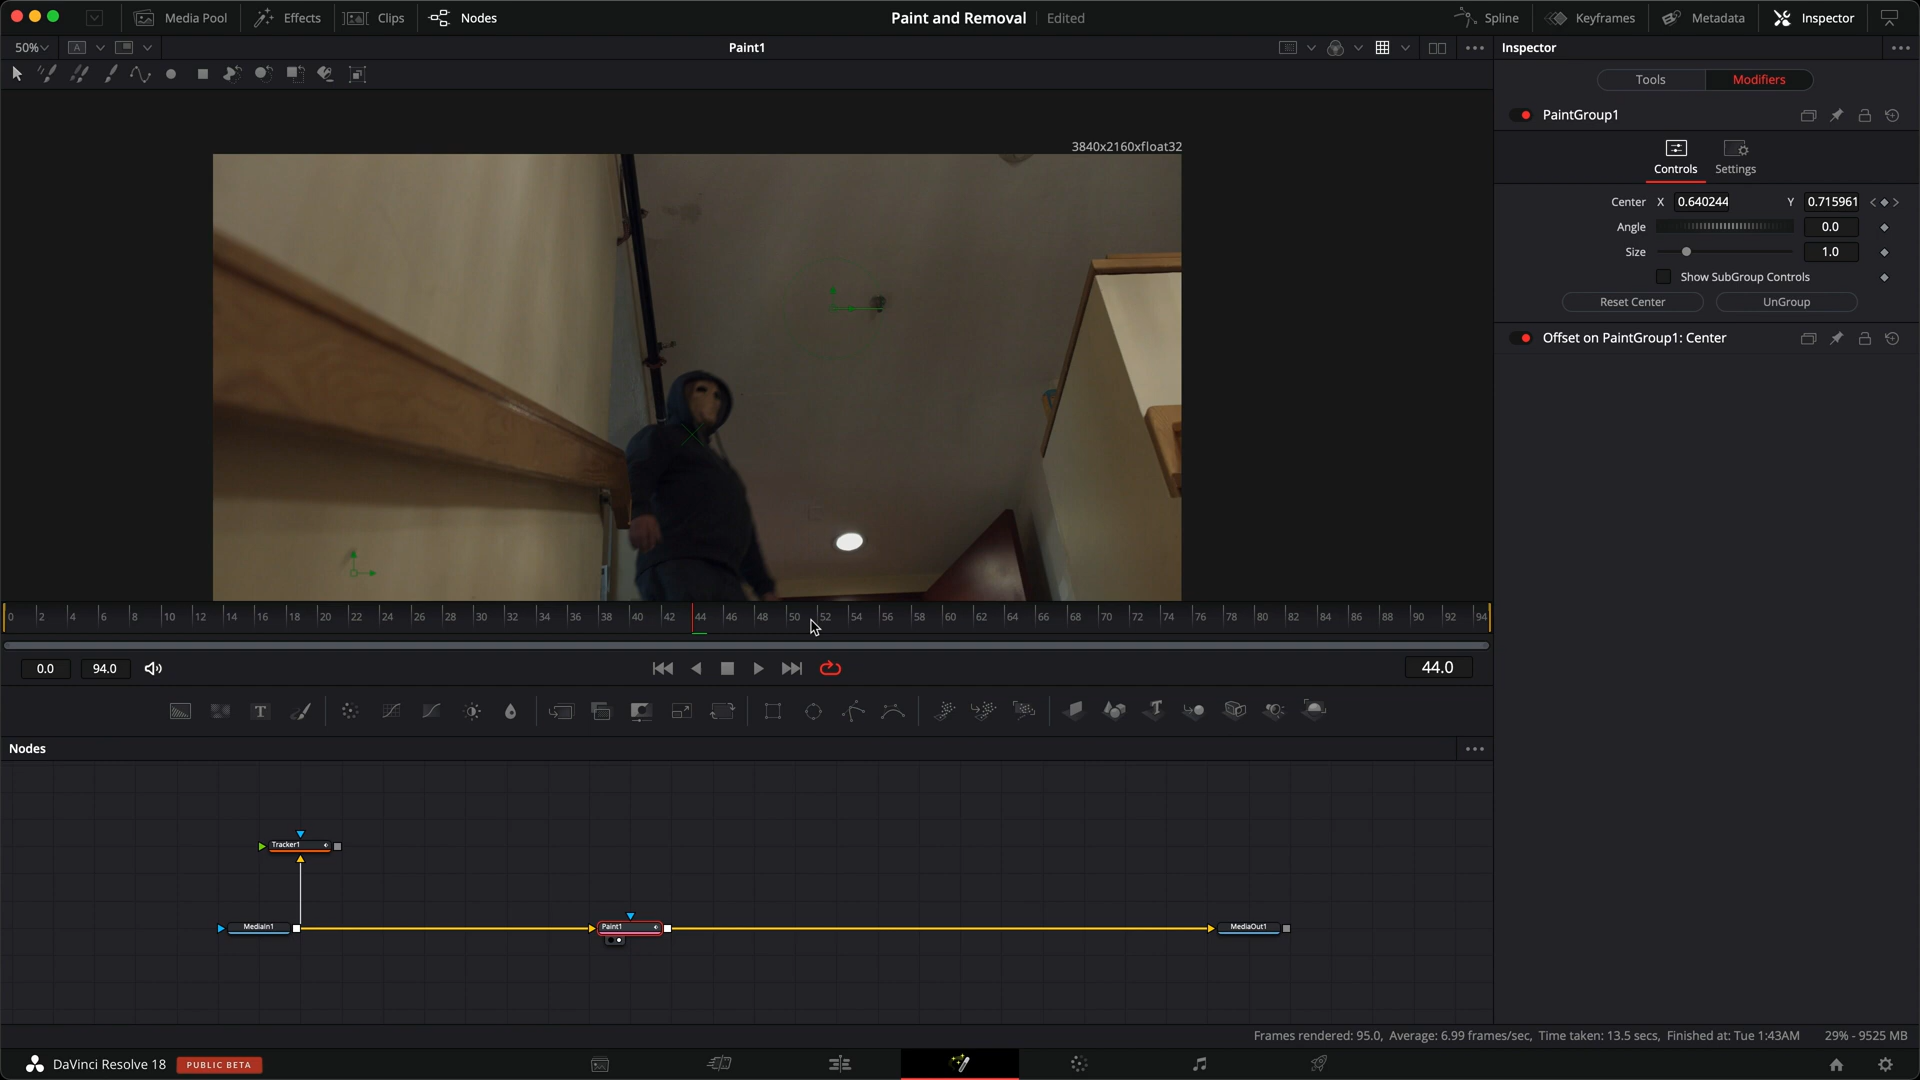 Media Pool Effects Clips Nodes Paint and Removal Edited Spline Keyframes Metadata Inspector
50% A Paint1 Inspector
Tools Modifiers
PaintGroup1
3840x2160xfloat32
Controls Settings
Center X 0.640244 Y 0.715961
Angle 0.0
Size 1.0
Show SubGroup Controls
Reset Center UnGroup
Offset on PaintGroup1: Center
0 2 4 6 8 10 12 14 16 18 20 22 24 26 28 30 32 34 36 38 40 42 44 46 48 50 52 54 56 58 60 62 64 66 68 70 72 74 76 78 80 82 84 86 88 90 92 94
0.0 94.0 44.0
T
Nodes
Tracker1
MediaIn1 Paint1 MediaOut1
Frames rendered: 95.0, Average: 6.99 frames/sec, Time taken: 13.5 secs, Finished at: Tue 1:43AM 29% - 9525 MB
DaVinci Resolve 18 PUBLIC BETA